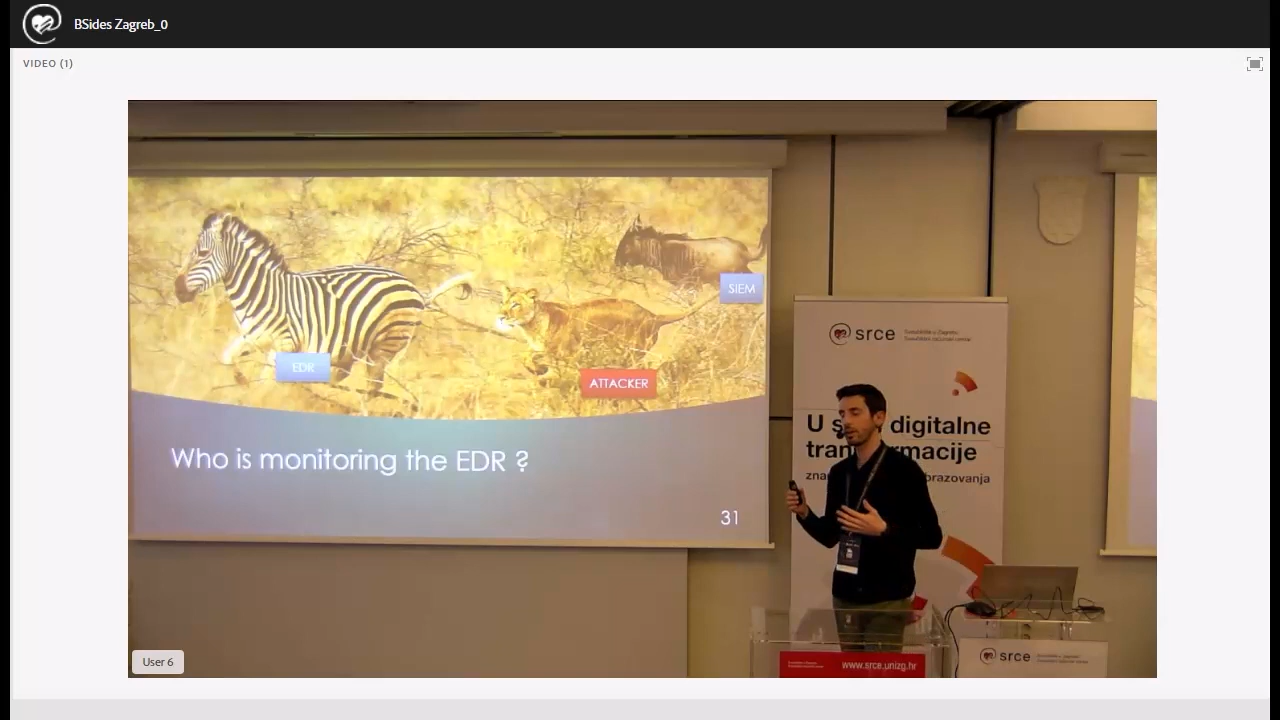 BSides Zagreb_0
VIDEO (1)
SIEM
EDR
ATTACKER
Who is monitoring the EDR ?
31
srce
digitalne
macije
brazovanja
User 6
www.srce.unizg.hr
srce